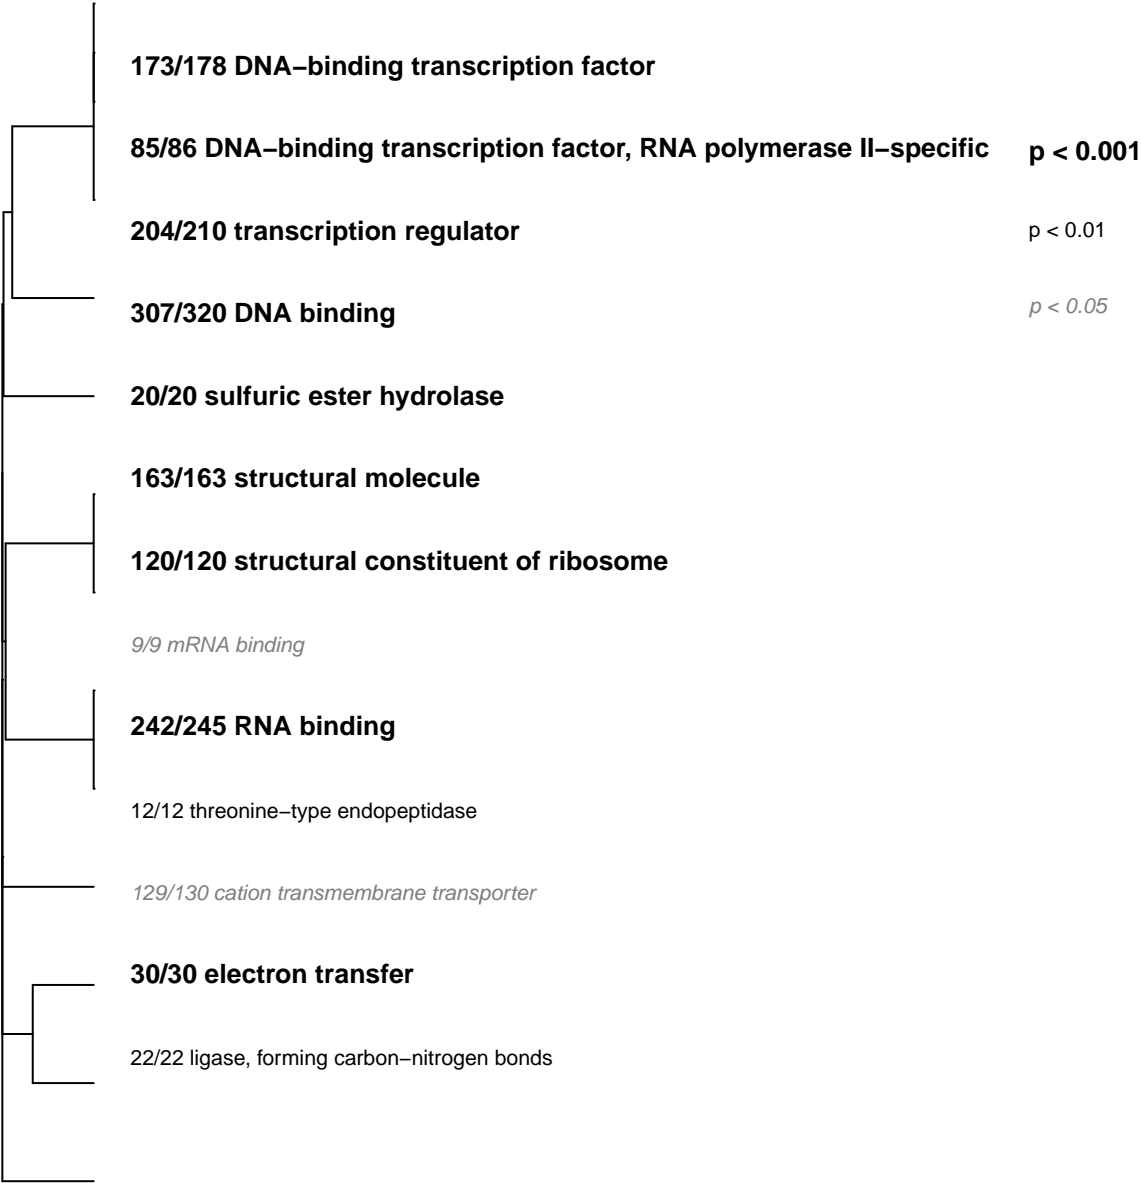 173/178 DNA−binding transcription factor
85/86 DNA−binding transcription factor, RNA polymerase II−specific
p < 0.001
204/210 transcription regulator
p < 0.01
307/320 DNA binding
p < 0.05
20/20 sulfuric ester hydrolase
163/163 structural molecule
120/120 structural constituent of ribosome
9/9 mRNA binding
242/245 RNA binding
12/12 threonine−type endopeptidase
129/130 cation transmembrane transporter
30/30 electron transfer
22/22 ligase, forming carbon−nitrogen bonds